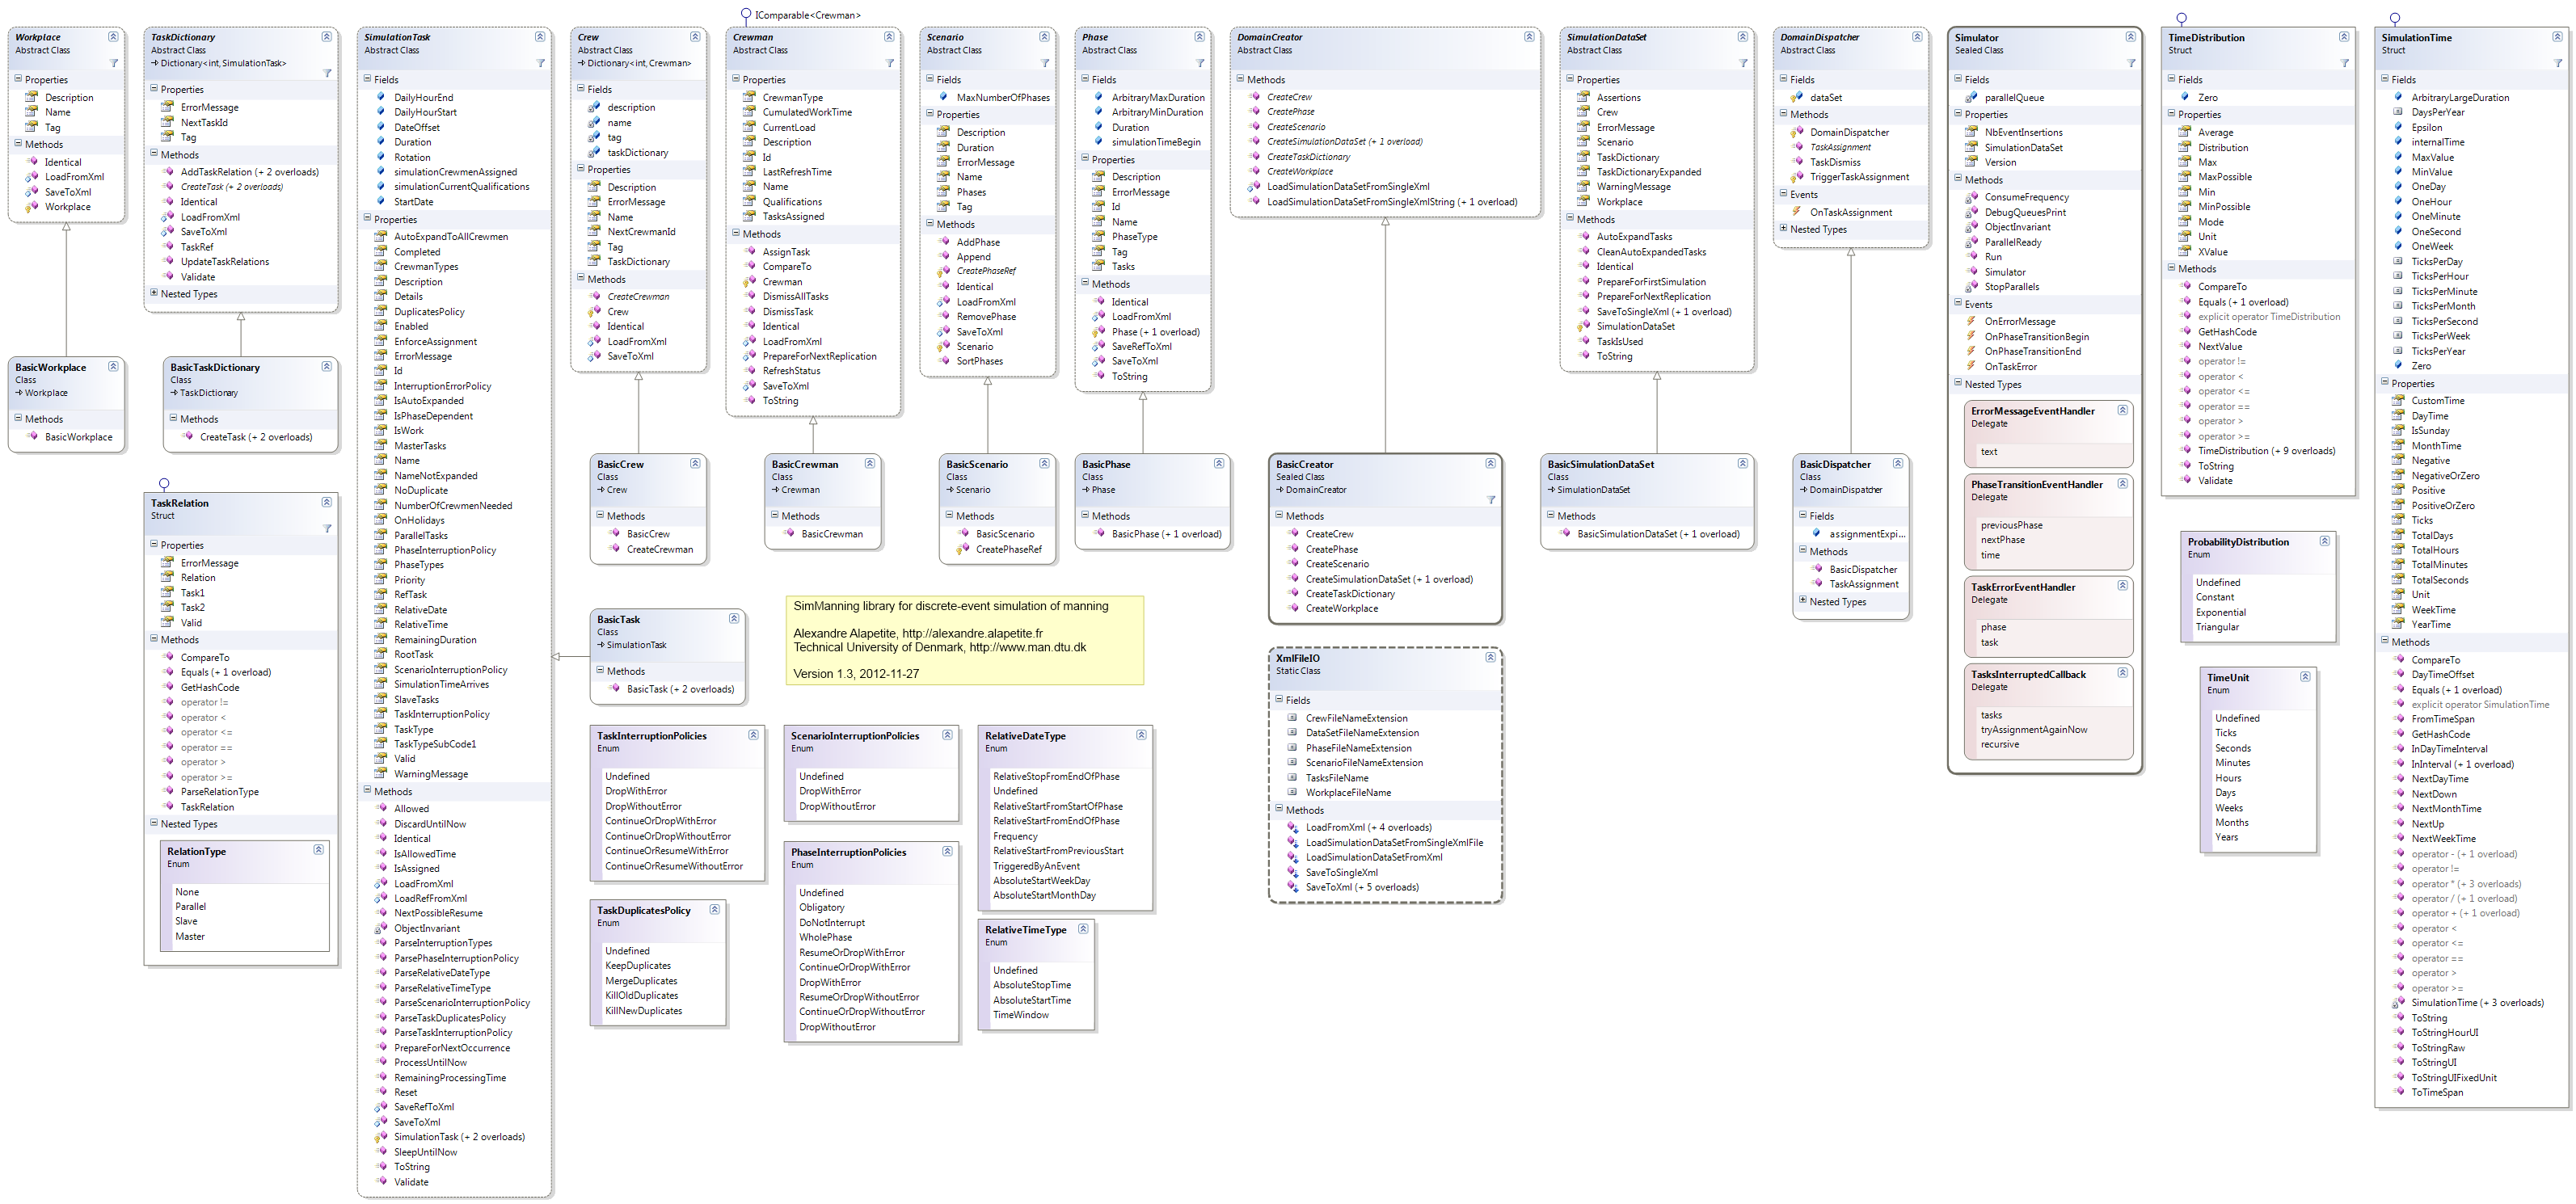 IComparable<Crewman>
Workplace
Abstract Class
Properties
Description
Name
Tag
Methods
Identical
LoadFromXml
SaveToXml
Workplace
BasicWorkplace
Class
Workplace
Methods
BasicWorkplace
TaskDictionary
Abstract Class
Dictionary<int, SimulationTask>
Properties
ErrorMessage
NextTaskId
Tag
Methods
AddTaskRelation (+ 2 overloads)
CreateTask (+ 2 overloads)
Identical
LoadFromXml
SaveToXml
TaskRef
UpdateTaskRelations
Validate
Nested Types
BasicTaskDictionary
Class
TaskDictionary
Methods
CreateTask (+ 2 overloads)
TaskRelation
Struct
Properties
ErrorMessage
Relation
Task1
Task2
Valid
Methods
CompareTo
Equals (+ 1 overload)
GetHashCode
operator !=
operator <
operator <=
operator ==
operator >
operator >=
ParseRelationType
TaskRelation
Nested Types
RelationType
Enum
None
Parallel
Slave
Master
SimulationTask
Abstract Class
Fields
DailyHourEnd
DailyHourStart
DateOffset
Duration
Rotation
simulationCrewmenAssigned
simulationCurrentQualifications
StartDate
Properties
AutoExpandToAllCrewmen
Completed
CrewmanTypes
Description
Details
DuplicatesPolicy
Enabled
EnforceAssignment
ErrorMessage
Id
InterruptionErrorPolicy
IsAutoExpanded
IsPhaseDependent
IsWork
MasterTasks
Name
NameNotExpanded
NoDuplicate
NumberOfCrewmenNeeded
OnHolidays
ParallelTasks
PhaseInterruptionPolicy
PhaseTypes
Priority
RefTask
RelativeDate
RelativeTime
RemainingDuration
RootTask
ScenarioInterruptionPolicy
SimulationTimeArrives
SlaveTasks
TaskInterruptionPolicy
TaskType
TaskTypeSubCode1
Valid
WarningMessage
Methods
Allowed
DiscardUntilNow
Identical
IsAllowedTime
IsAssigned
LoadFromXml
LoadRefFromXml
NextPossibleResume
ObjectInvariant
ParseInterruptionTypes
ParsePhaseInterruptionPolicy
ParseRelativeDateType
ParseRelativeTimeType
ParseScenarioInterruptionPolicy
ParseTaskDuplicatesPolicy
ParseTaskInterruptionPolicy
PrepareForNextOccurrence
ProcessUntilNow
RemainingProcessingTime
Reset
SaveRefToXml
SaveToXml
SimulationTask (+ 2 overloads)
SleepUntilNow
ToString
Validate
Crew
Abstract Class
Dictionary<int, Crewman>
Fields
description
name
tag
taskDictionary
Properties
Description
ErrorMessage
Name
NextCrewmanId
Tag
TaskDictionary
Methods
CreateCrewman
Crew
Identical
LoadFromXml
SaveToXml
BasicCrew
Class
Crew
Methods
BasicCrew
CreateCrewman
BasicTask
Class
SimulationTask
Methods
BasicTask (+ 2 overloads)
Crewman
Abstract Class
Properties
CrewmanType
CumulatedWorkTime
CurrentLoad
Description
Id
LastRefreshTime
Name
Qualifications
TasksAssigned
Methods
AssignTask
CompareTo
Crewman
DismissAllTasks
DismissTask
Identical
LoadFromXml
PrepareForNextReplication
RefreshStatus
SaveToXml
ToString
BasicCrewman
Class
Crewman
Methods
BasicCrewman
SimManning library for discrete-event simulation of manning
Alexandre Alapetite, http://alexandre.alapetite.fr
Technical University of Denmark, http://www.man.dtu.dk
Version 1.3, 2012-11-27
TaskInterruptionPolicies
Enum
Undefined
DropWithError
DropWithoutError
ContinueOrDropWithError
ContinueOrDropWithoutError
ContinueOrResumeWithError
ContinueOrResumeWithoutError
TaskDuplicatesPolicy
Enum
Undefined
KeepDuplicates
MergeDuplicates
KillOldDuplicates
KillNewDuplicates
ScenarioInterruptionPolicies
Enum
Undefined
DropWithError
DropWithoutError
PhaseInterruptionPolicies
Enum
Undefined
Obligatory
DoNotInterrupt
WholePhase
ResumeOrDropWithError
ContinueOrDropWithError
DropWithError
ResumeOrDropWithoutError
ContinueOrDropWithoutError
DropWithoutError
RelativeDateType
Enum
RelativeStopFromEndOfPhase
Undefined
RelativeStartFromStartOfPhase
RelativeStartFromEndOfPhase
Frequency
RelativeStartFromPreviousStart
TriggeredByAnEvent
AbsoluteStartWeekDay
AbsoluteStartMonthDay
RelativeTimeType
Enum
Undefined
AbsoluteStopTime
AbsoluteStartTime
TimeWindow
Scenario
Abstract Class
Fields
MaxNumberOfPhases
Properties
Description
Duration
ErrorMessage
Name
Phases
Tag
Methods
AddPhase
Append
CreatePhaseRef
Identical
LoadFromXml
RemovePhase
SaveToXml
Scenario
SortPhases
BasicScenario
Class
Scenario
Methods
BasicScenario
CreatePhaseRef
Phase
Abstract Class
Fields
ArbitraryMaxDuration
ArbitraryMinDuration
Duration
simulationTimeBegin
Properties
Description
ErrorMessage
Id
Name
PhaseType
Tag
Tasks
Methods
Identical
LoadFromXml
Phase (+ 1 overload)
SaveRefToXml
SaveToXml
ToString
BasicPhase
Class
Phase
Methods
BasicPhase (+ 1 overload)
DomainCreator
Abstract Class
Methods
CreateCrew
CreatePhase
CreateScenario
CreateSimulationDataSet (+ 1 overload)
CreateTaskDictionary
CreateWorkplace
LoadSimulationDataSetFromSingleXml
LoadSimulationDataSetFromSingleXmlString (+ 1 overload)
BasicCreator
Sealed Class
DomainCreator
Methods
CreateCrew
CreatePhase
CreateScenario
CreateSimulationDataSet (+ 1 overload)
CreateTaskDictionary
CreateWorkplace
XmlFileIO
Static Class
Fields
CrewFileNameExtension
DataSetFileNameExtension
PhaseFileNameExtension
ScenarioFileNameExtension
TasksFileName
WorkplaceFileName
Methods
LoadFromXml (+ 4 overloads)
LoadSimulationDataSetFromSingleXmlFile
LoadSimulationDataSetFromXml
SaveToSingleXml
SaveToXml (+ 5 overloads)
SimulationDataSet
Abstract Class
Properties
Assertions
Crew
ErrorMessage
Scenario
TaskDictionary
TaskDictionaryExpanded
WarningMessage
Workplace
Methods
AutoExpandTasks
CleanAutoExpandedTasks
Identical
PrepareForFirstSimulation
PrepareForNextReplication
SaveToSingleXml (+ 1 overload)
SimulationDataSet
TaskIsUsed
ToString
BasicSimulationDataSet
Class
SimulationDataSet
Methods
BasicSimulationDataSet (+ 1 overload)
DomainDispatcher
Abstract Class
Fields
dataSet
Methods
DomainDispatcher
TaskAssignment
TaskDismiss
TriggerTaskAssignment
Events
OnTaskAssignment
Nested Types
BasicDispatcher
Class
DomainDispatcher
Fields
assignmentExpi...
Methods
BasicDispatcher
TaskAssignment
Nested Types
Simulator
Sealed Class
Fields
parallelQueue
Properties
NbEventInsertions
SimulationDataSet
Version
Methods
ConsumeFrequency
DebugQueuesPrint
ObjectInvariant
ParallelReady
Run
Simulator
StopParallels
Events
OnErrorMessage
OnPhaseTransitionBegin
OnPhaseTransitionEnd
OnTaskError
Nested Types
ErrorMessageEventHandler
Delegate
text
PhaseTransitionEventHandler
Delegate
previousPhase
nextPhase
time
TaskErrorEventHandler
Delegate
phase
task
TasksInterruptedCallback
Delegate
tasks
tryAssignmentAgainNow
recursive
TimeDistribution
Struct
Fields
Zero
Properties
Average
Distribution
Max
MaxPossible
Min
MinPossible
Mode
Unit
XValue
Methods
CompareTo
Equals (+ 1 overload)
explicit operator TimeDistribution
GetHashCode
NextValue
operator !=
operator <
operator <=
operator ==
operator >
operator >=
TimeDistribution (+ 9 overloads)
ToString
Validate
ProbabilityDistribution
Enum
Undefined
Constant
Exponential
Triangular
TimeUnit
Enum
Undefined
Ticks
Seconds
Minutes
Hours
Days
Weeks
Months
Years
SimulationTime
Struct
Fields
ArbitraryLargeDuration
DaysPerYear
Epsilon
internalTime
MaxValue
MinValue
OneDay
OneHour
OneMinute
OneSecond
OneWeek
TicksPerDay
TicksPerHour
TicksPerMinute
TicksPerMonth
TicksPerSecond
TicksPerWeek
TicksPerYear
Zero
Properties
CustomTime
DayTime
IsSunday
MonthTime
Negative
NegativeOrZero
Positive
PositiveOrZero
Ticks
TotalDays
TotalHours
TotalMinutes
TotalSeconds
Unit
WeekTime
YearTime
Methods
CompareTo
DayTimeOffset
Equals (+ 1 overload)
explicit operator SimulationTime
FromTimeSpan
GetHashCode
InDayTimeInterval
InInterval (+ 1 overload)
NextDayTime
NextDown
NextMonthTime
NextUp
NextWeekTime
operator - (+ 1 overload)
operator !=
operator * (+ 3 overloads)
operator / (+ 1 overload)
operator + (+ 1 overload)
operator <
operator <=
operator ==
operator >
operator >=
SimulationTime (+ 3 overloads)
ToString
ToStringHourUI
ToStringRaw
ToStringUI
ToStringUIFixedUnit
ToTimeSpan